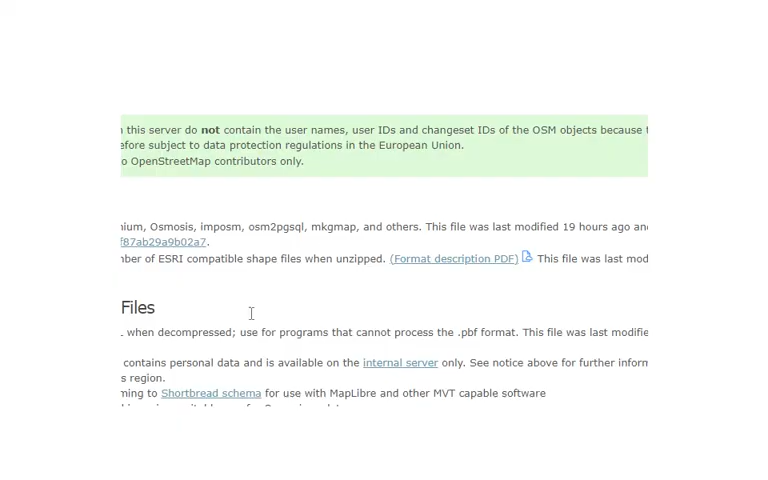 this server do not contain the user names, user IDs and changeset IDs of the OSM objects because
subject to data protection regulations in the European Union.
OpenStreetMap contributors only.
Osmosis, imposm, osm2pgsql, mkgmap, and others. This file was last modified 19 hours ago and
f87ab29a9b02a7.
of ESRI compatible shape files when unzipped. (Format description PDF) This file was last mod
Files
when decompressed; use for programs that cannot process the .pbf format. This file was last modifie
contains personal data and is available on the internal server only. See notice above for further inform
s region.
ming to Shortbread schema for use with MapLibre and other MVT capable software